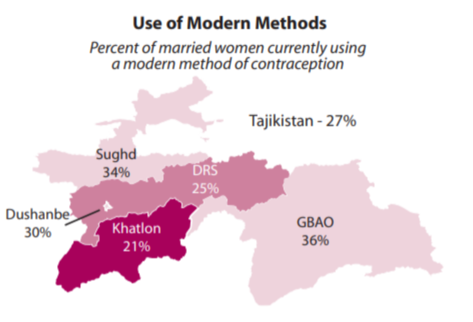 Use of Modern Methods
Percent of married women currently using
a modern method of contraception
Tajikistan - 27%
Sughd
34%
DRS
25%
Dushanbe
30%
Khatlon
21%
GBAO
36%